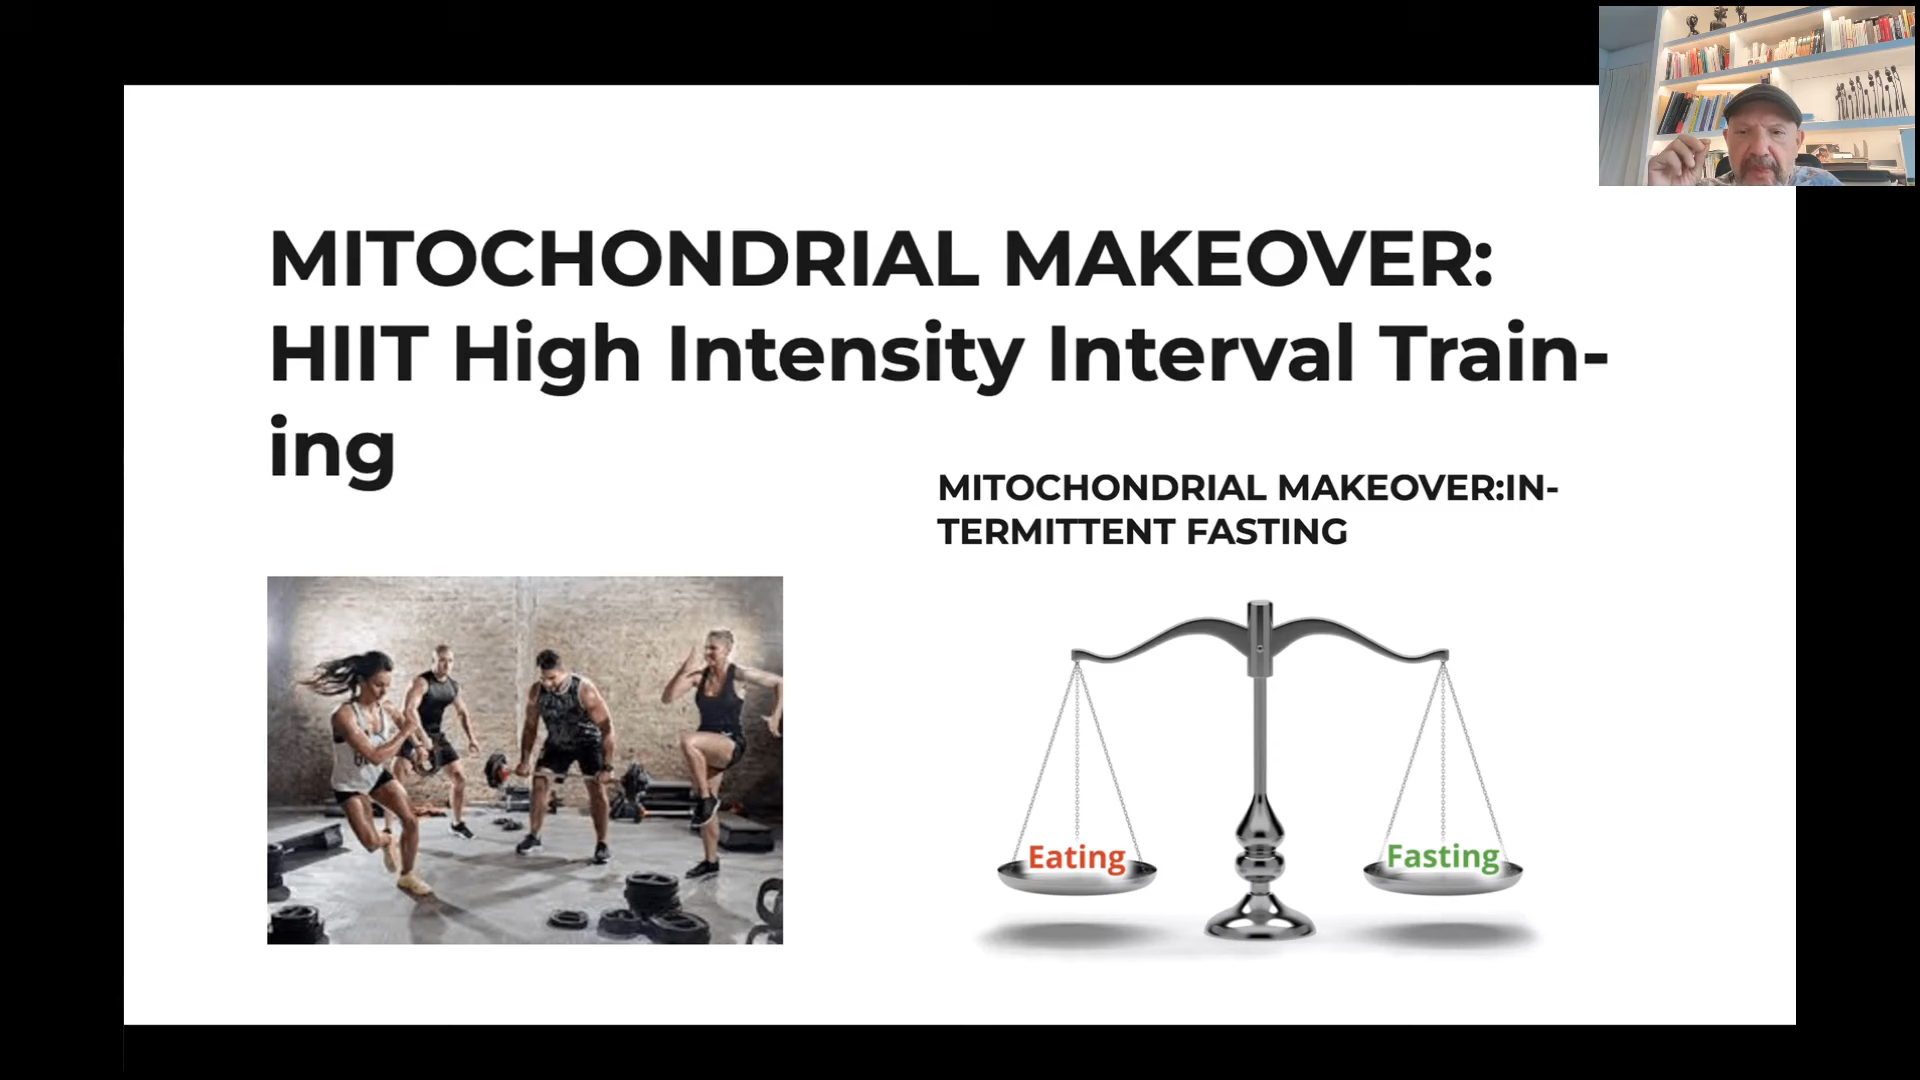 MITOCHONDRIAL MAKEOVER:
HIIT High Intensity Interval Train-
ing
MITOCHONDRIAL MAKEOVER:IN-
TERMITTENT FASTING
Eating
Fasting